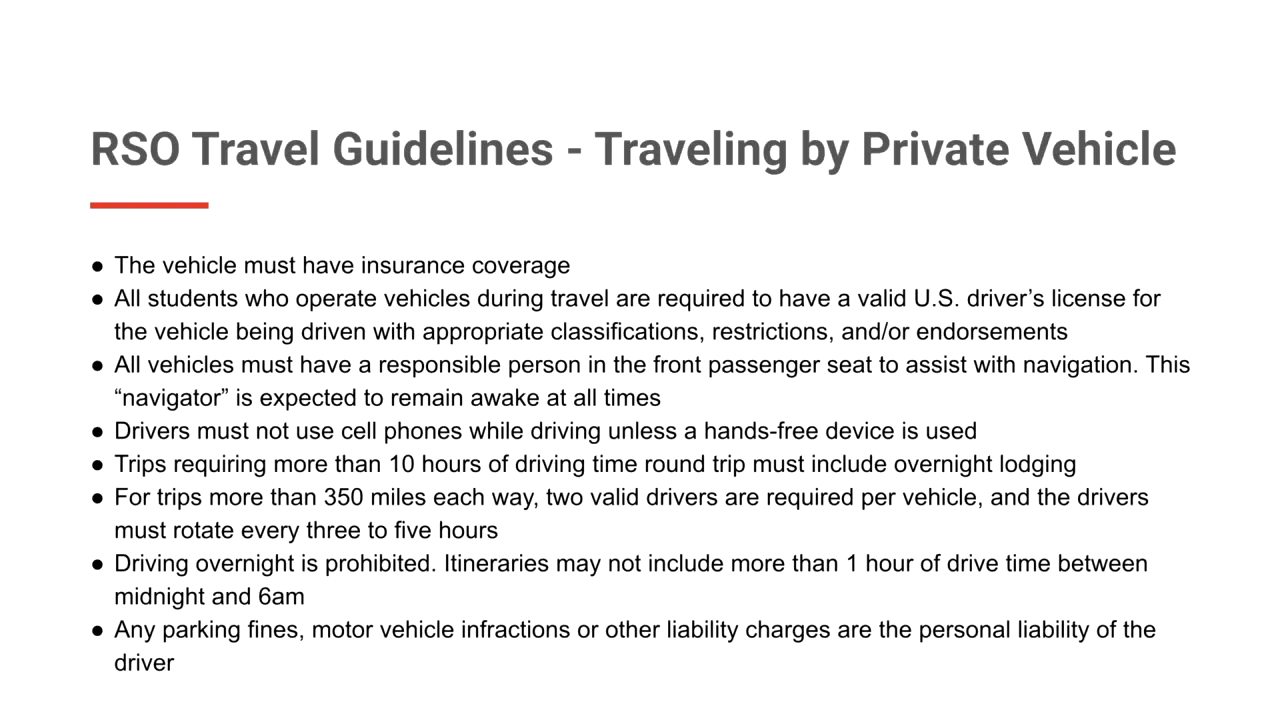 RSO Travel Guidelines - Traveling by Private Vehicle
● The vehicle must have insurance coverage
● All students who operate vehicles during travel are required to have a valid U.S. driver’s license for
the vehicle being driven with appropriate classifications, restrictions, and/or endorsements
● All vehicles must have a responsible person in the front passenger seat to assist with navigation. This
“navigator” is expected to remain awake at all times
● Drivers must not use cell phones while driving unless a hands-free device is used
● Trips requiring more than 10 hours of driving time round trip must include overnight lodging
● For trips more than 350 miles each way, two valid drivers are required per vehicle, and the drivers
must rotate every three to five hours
● Driving overnight is prohibited. Itineraries may not include more than 1 hour of drive time between
midnight and 6am
● Any parking fines, motor vehicle infractions or other liability charges are the personal liability of the
driver